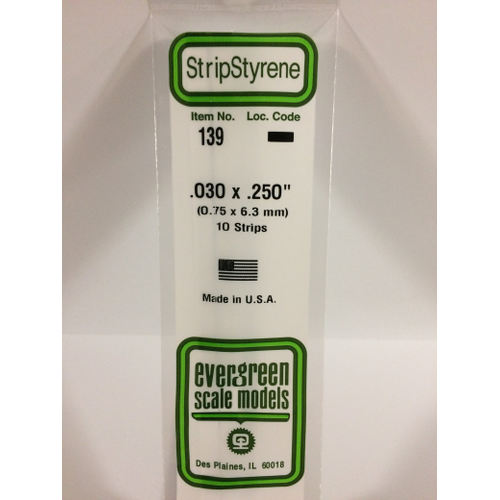 StripStyrene
Item No. Loc. Code
139
.030 x .250"
(0.75 x 6.3 mm)
10 Strips
Made in U.S.A.
evergreen
scale models
Des Plaines, IL 60018